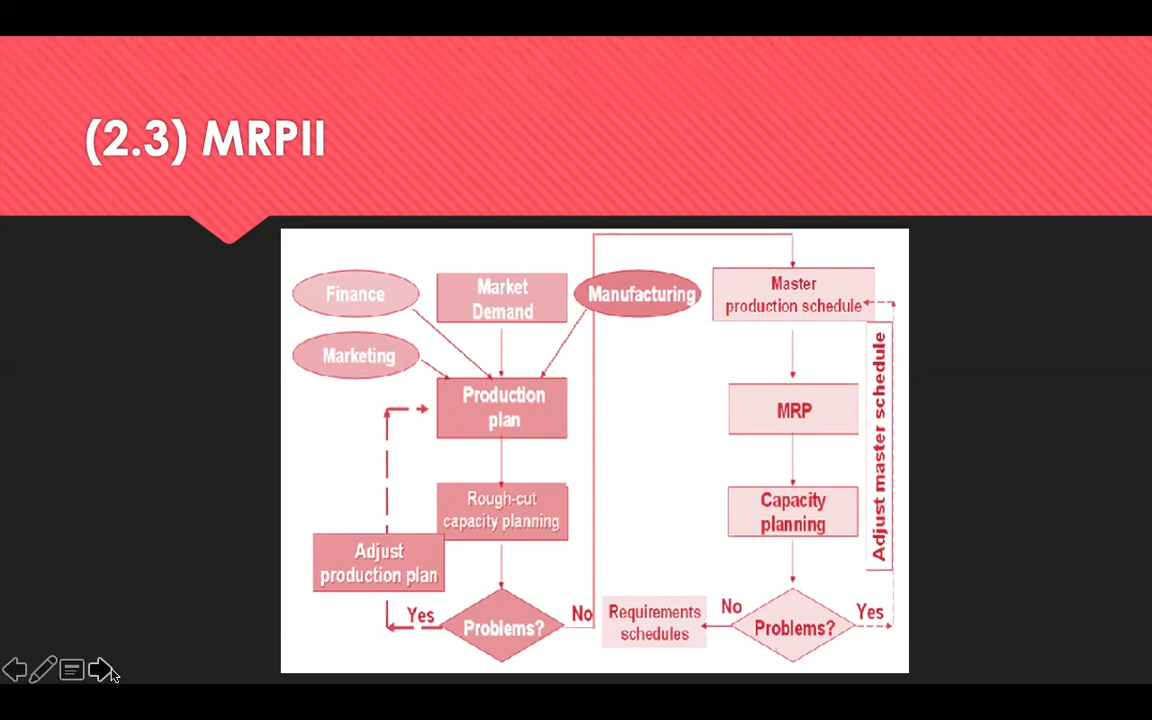 (2.3) MRPII
Finance
Market
Demand
Manufacturing
Marketing
Production
plan
Rough-cut
capacity planning
Adjust
production plan
Yes
Problems?
No
Master
production schedule
MRP
Capacity
planning
Adjust master schedule
Requirements
schedules
No
Problems?
Yes